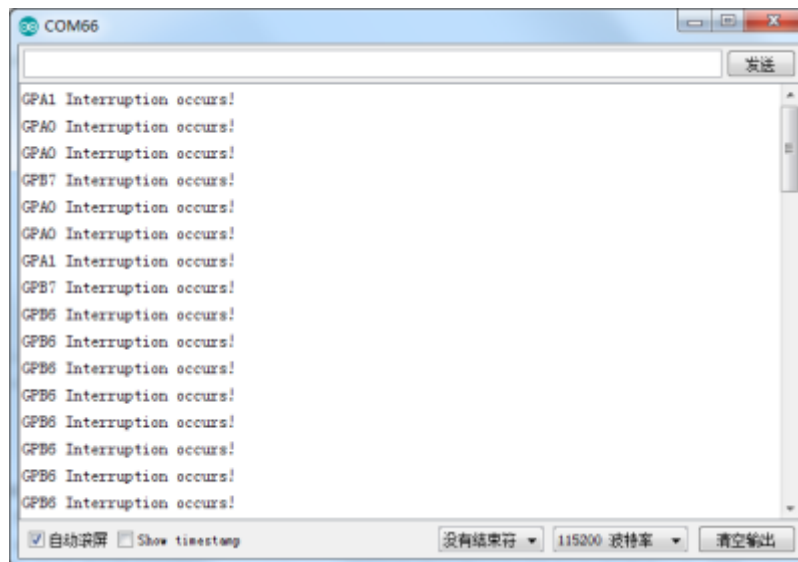 COM66
发送
GPA1 Interruption occurs!
GPA0 Interruption occurs!
GPA0 Interruption occurs!
GPB7 Interruption occurs!
GPA0 Interruption occurs!
GPA0 Interruption occurs!
GPA1 Interruption occurs!
GPB7 Interruption occurs!
GPB6 Interruption occurs!
GPB6 Interruption occurs!
GPB6 Interruption occurs!
GPB6 Interruption occurs!
GPB6 Interruption occurs!
GPB6 Interruption occurs!
GPB6 Interruption occurs!
GPB6 Interruption occurs!
自动滚屏 Show timestamp 没有结束符 115200 波特率 清空输出